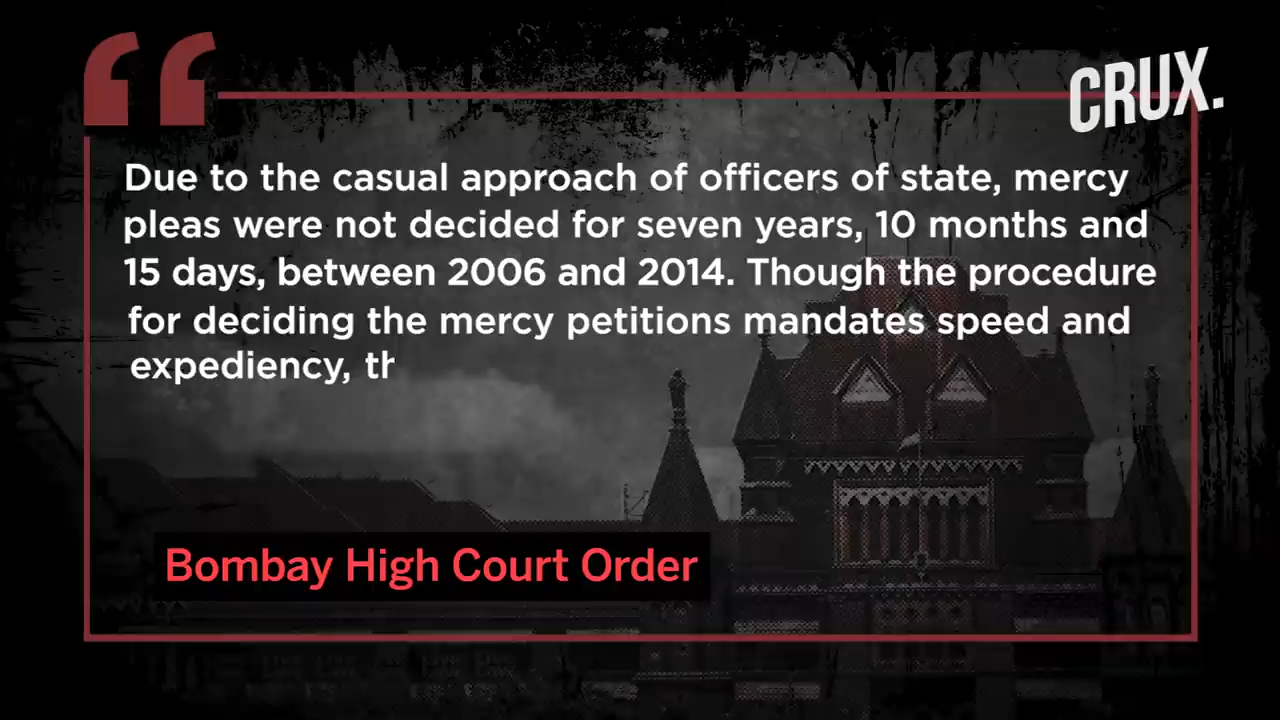 CRUX.
Due to the casual approach of officers of state, mercy
pleas were not decided for seven years, 10 months and
15 days, between 2006 and 2014. Though the procedure
for deciding the mercy petitions mandates speed and
expediency,
Bombay High Court Order